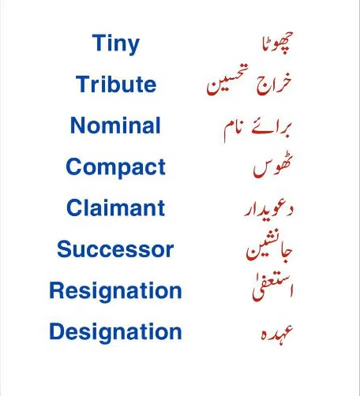 Tiny چھوٹا
Tribute خراج تحسین
Nominal برائے نام
Compact ٹھوس
Claimant دعویدار
Successor جانشین
Resignation استعفیٰ
Designation عہدہ